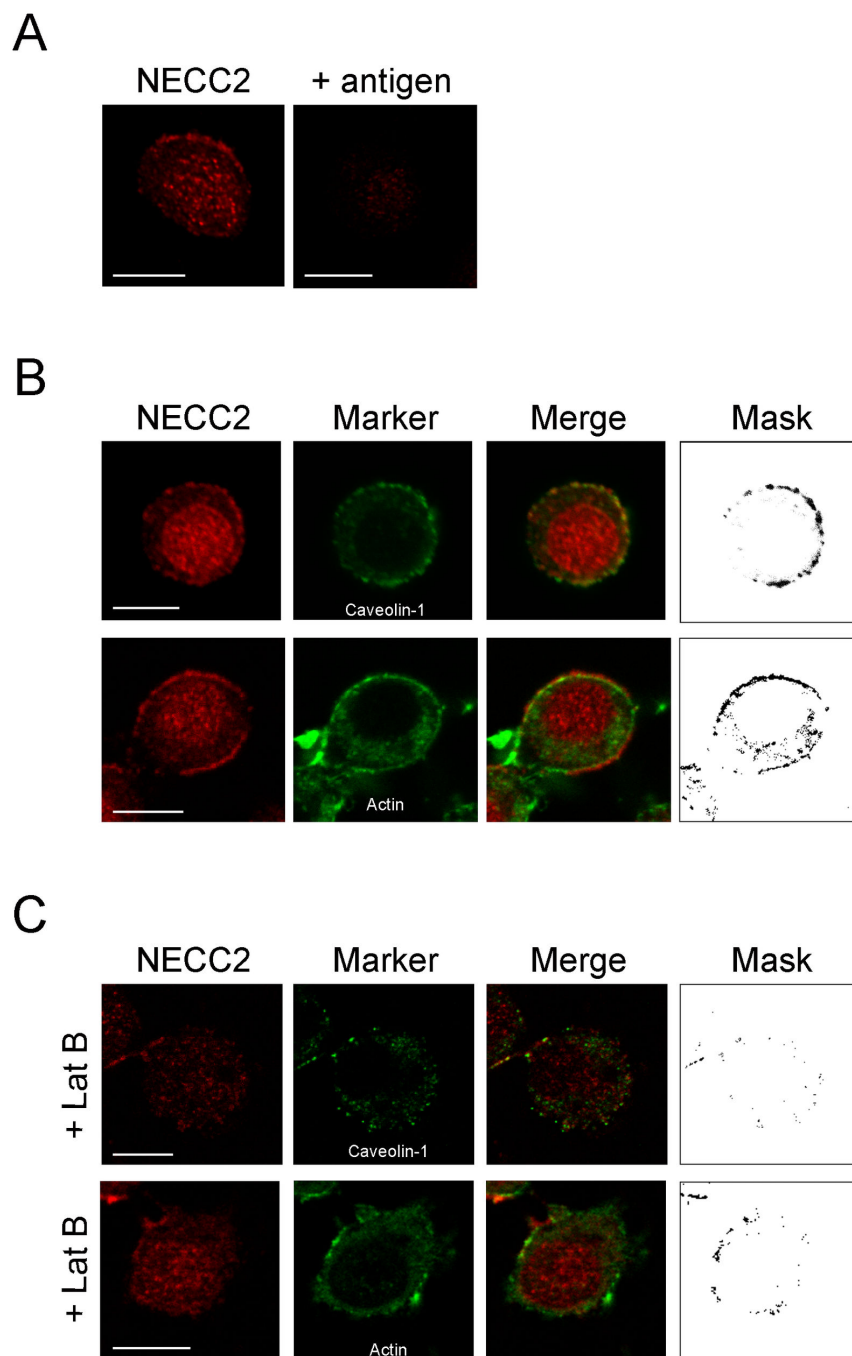 A
NECC2 + antigen
B
NECC2 Marker Merge Mask
Caveolin-1
Actin
C
NECC2 Marker Merge Mask
+ Lat B
Caveolin-1
+ Lat B
Actin